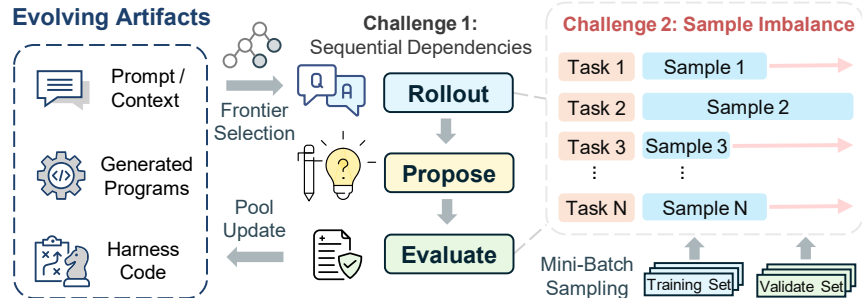 Evolving Artifacts
Prompt /
Context
Generated
Programs
Harness
Code
Frontier
Selection
Pool
Update
Challenge 1:
Sequential Dependencies
Q
A
Rollout
?
Propose
Evaluate
Challenge 2: Sample Imbalance
Task 1
Sample 1
Task 2
Sample 2
Task 3
Sample 3
⋮
⋮
Task N
Sample N
Mini-Batch
Sampling
Training Set
Validate Set